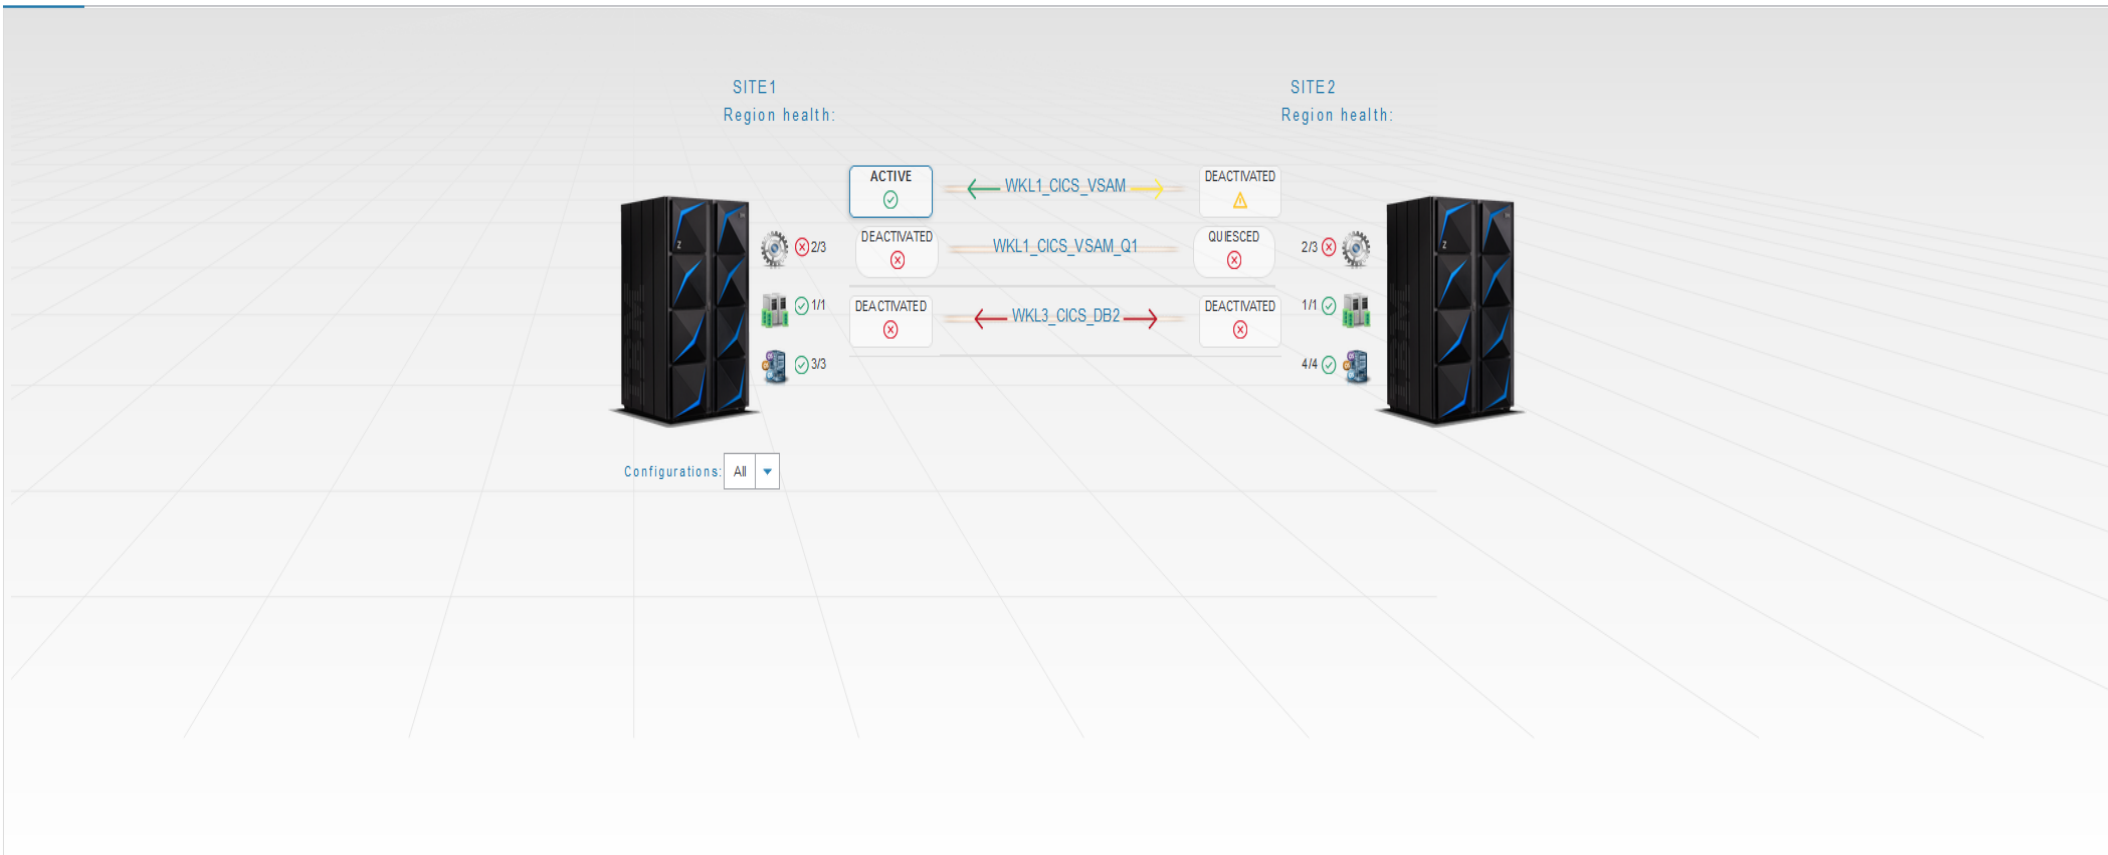 SITE1
Region health:
SITE2
Region health:
ACTIVE
WKL1_CICS_VSAM
DEACTIVATED
2/3
DEACTIVATED
WKL1_CICS_VSAM_Q1
QUIESCED
2/3
1/1
DEACTIVATED
WKL3_CICS_DB2
DEACTIVATED
1/1
3/3
4/4
Configurations: All